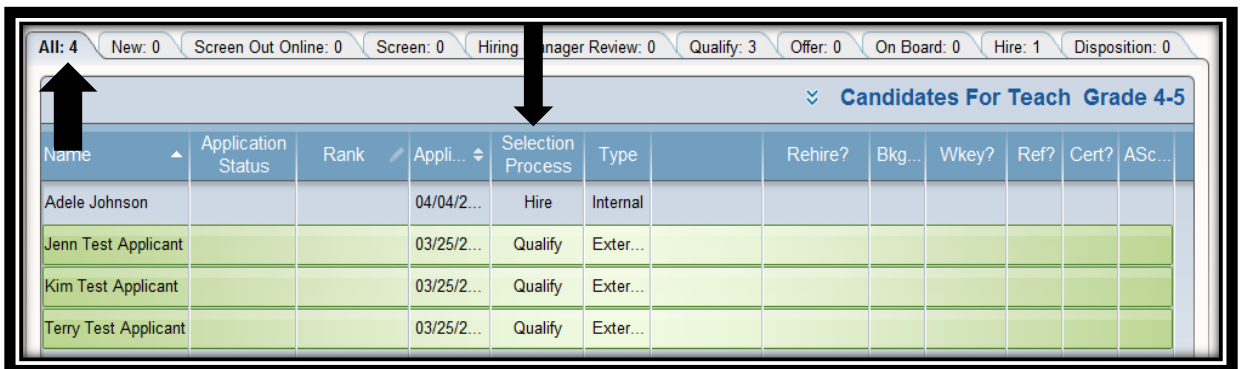 All: 4 New: 0 Screen Out Online: 0 Screen: 0 Hiring Manager Review: 0 Qualify: 3 Offer: 0 On Board: 0 Hire: 1 Disposition: 0
Candidates For Teach Grade 4-5
Name Application Status Rank Appli... Selection Process Type Rehire? Bkg... Wkey? Ref? Cert? ASc...
Adele Johnson 04/04/2... Hire Internal
Jenn Test Applicant 03/25/2... Qualify Exter...
Kim Test Applicant 03/25/2... Qualify Exter...
Terry Test Applicant 03/25/2... Qualify Exter...